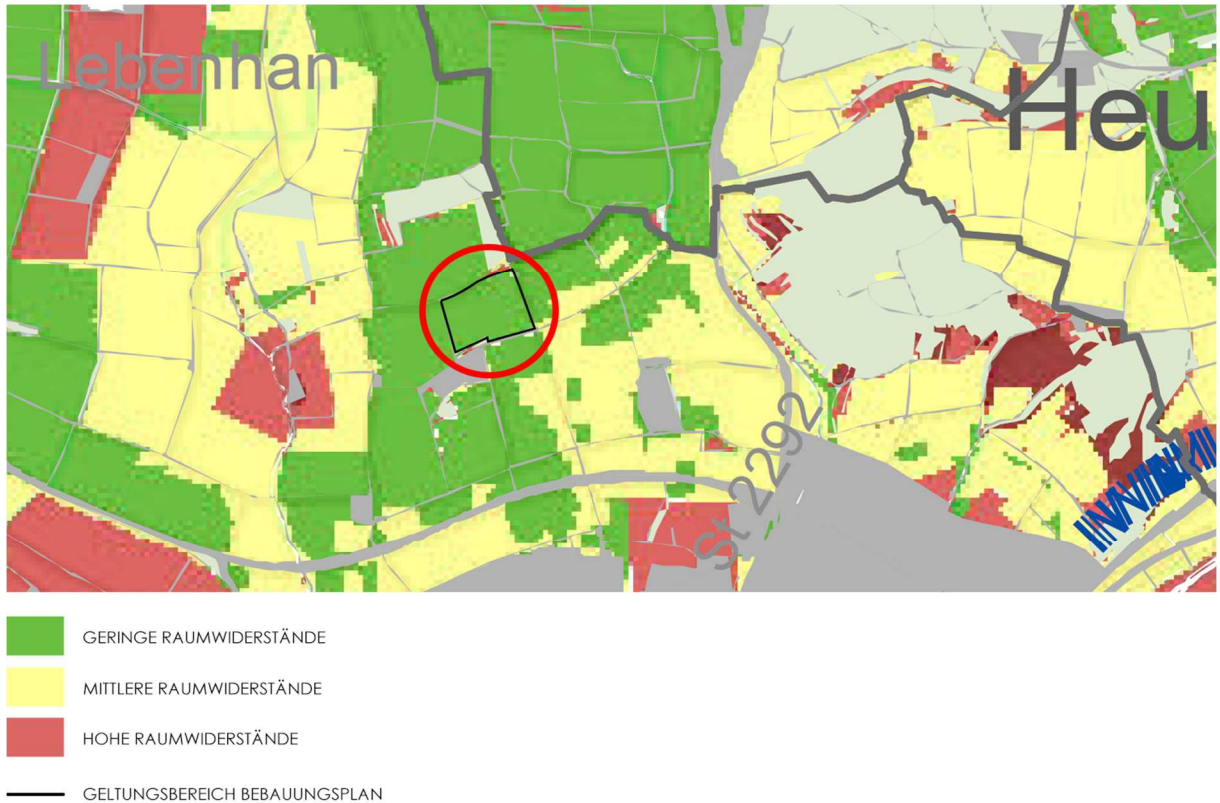 Lebenhan
Heu
St 2292
GERINGE RAUMWIDERSTÄNDE
MITTLERE RAUMWIDERSTÄNDE
HOHE RAUMWIDERSTÄNDE
GELTUNGSBEREICH BEBAUUNGSPLAN